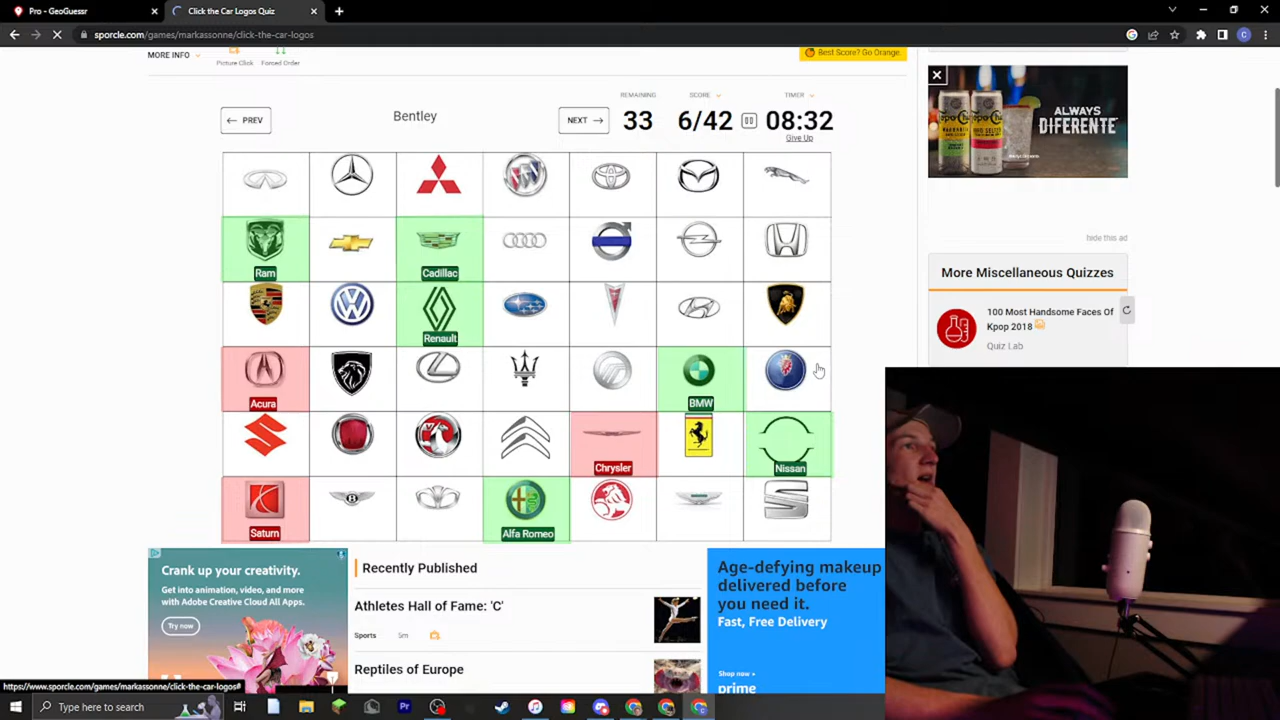 Pro - GeoGuessr
Click the Car Logos Quiz
sporcle.com/games/markassonne/click-the-car-logos
MORE INFO
Picture Click
Forced Order
Best Score? Go Orange.
PREV
Bentley
NEXT
REMAINING
33
SCORE
6/42
TIMER
08:32
Give Up
ALWAYS
DIFERENTE
hide this ad
More Miscellaneous Quizzes
100 Most Handsome Faces Of
Kpop 2018
Quiz Lab
Ram
Cadillac
Renault
Acura
BMW
Chrysler
Nissan
Saturn
Alfa Romeo
Crank up your creativity.
Get into animation, video, and more
with Adobe Creative Cloud All Apps.
Try now
Recently Published
Athletes Hall of Fame: 'C'
Sports
5m
Reptiles of Europe
Age-defying makeup
delivered before
you need it.
Fast, Free Delivery
Shop now
prime
https://www.sporcle.com/games/markassonne/click-the-car-logos#
Type here to search
Pr